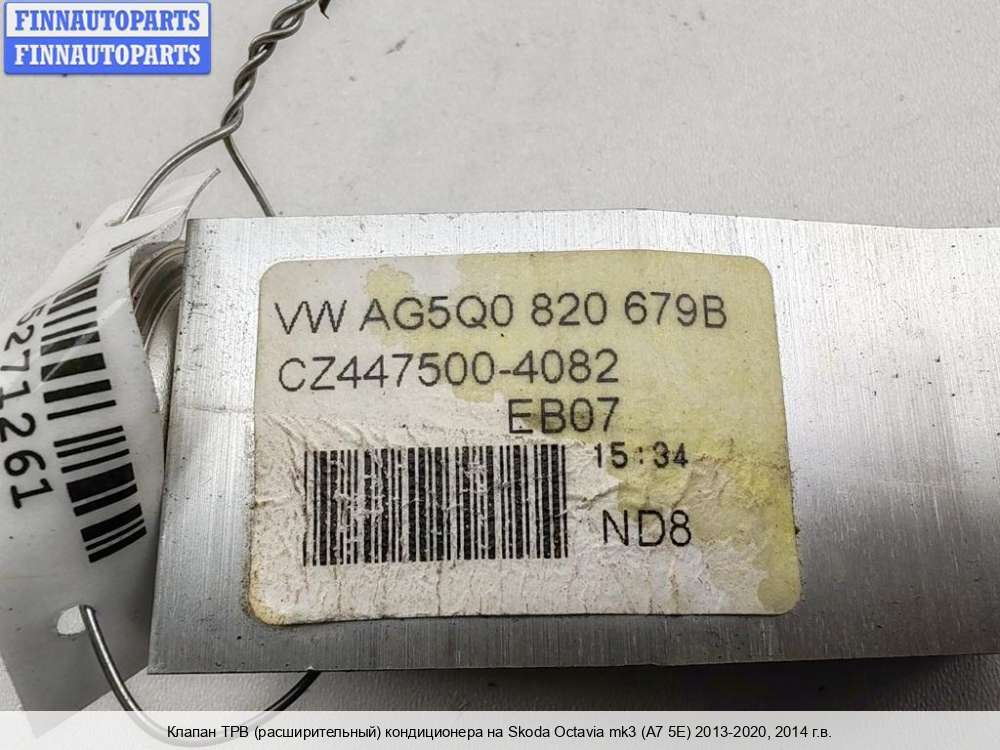 FINNAUTOPARTS
FINNAUTOPARTS
VW AG5Q0 820 679B
CZ447500-4082
EB07
15:34
ND8
5271261
Клапан ТРВ (расширительный) кондиционера на Skoda Octavia mk3 (A7 5E) 2013-2020, 2014 г.в.